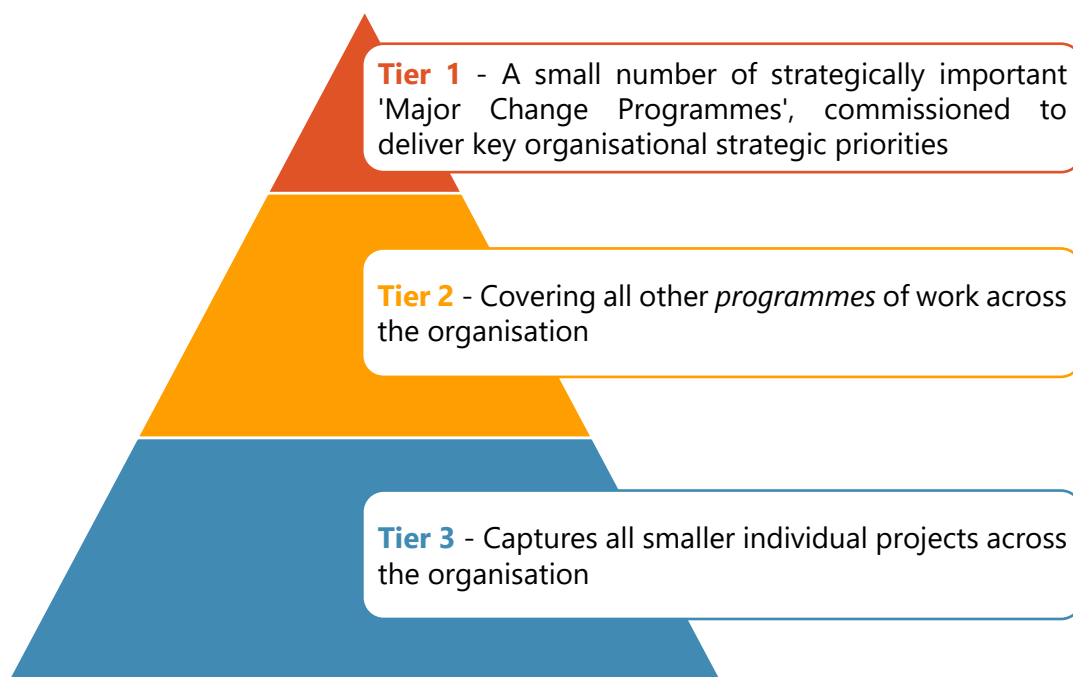 Tier 1 - A small number of strategically important
'Major Change Programmes', commissioned to
deliver key organisational strategic priorities
Tier 2 - Covering all other programmes of work across
the organisation
Tier 3 - Captures all smaller individual projects across
the organisation